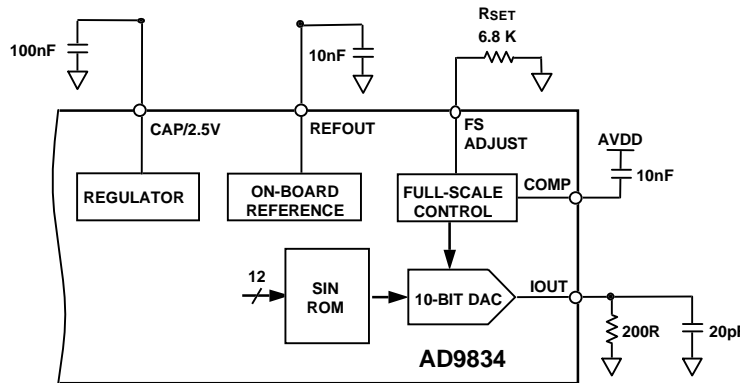 RSET
6.8 K
100nF
10nF
CAP/2.5V
REFOUT
FS
ADJUST
AVDD
10nF
COMP
REGULATOR
ON-BOARD
REFERENCE
FULL-SCALE
CONTROL
12
SIN
ROM
10-BIT DAC
IOUT
200R
20pF
AD9834